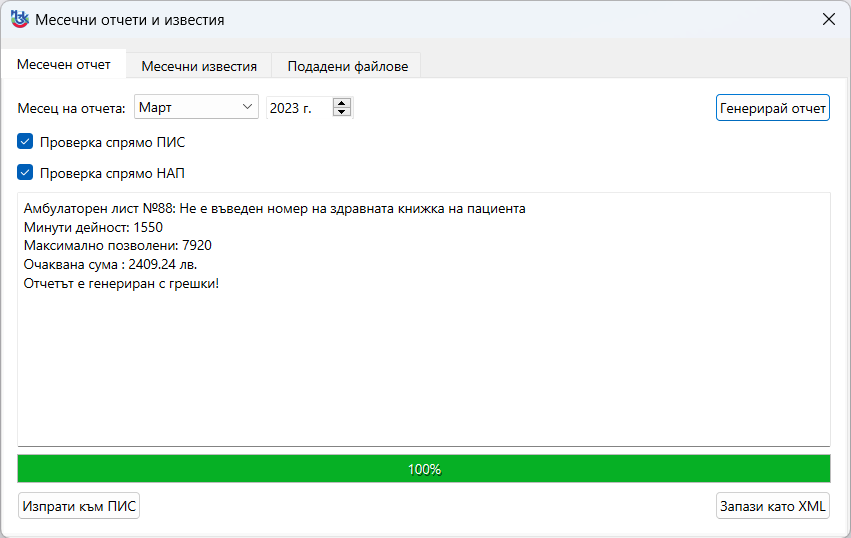 Месечни отчети и известия
Месечен отчет Месечни известия Подадени файлове
Месец на отчета: Март 2023 г. Генерирай отчет
Проверка спрямо ПИС
Проверка спрямо НАП
Амбулаторен лист №88: Не е въведен номер на здравната книжка на пациента
Минути дейност: 1550
Максимално позволени: 7920
Очаквана сума : 2409.24 лв.
Отчетът е генериран с грешки!
100%
Изпрати към ПИС Запази като XML